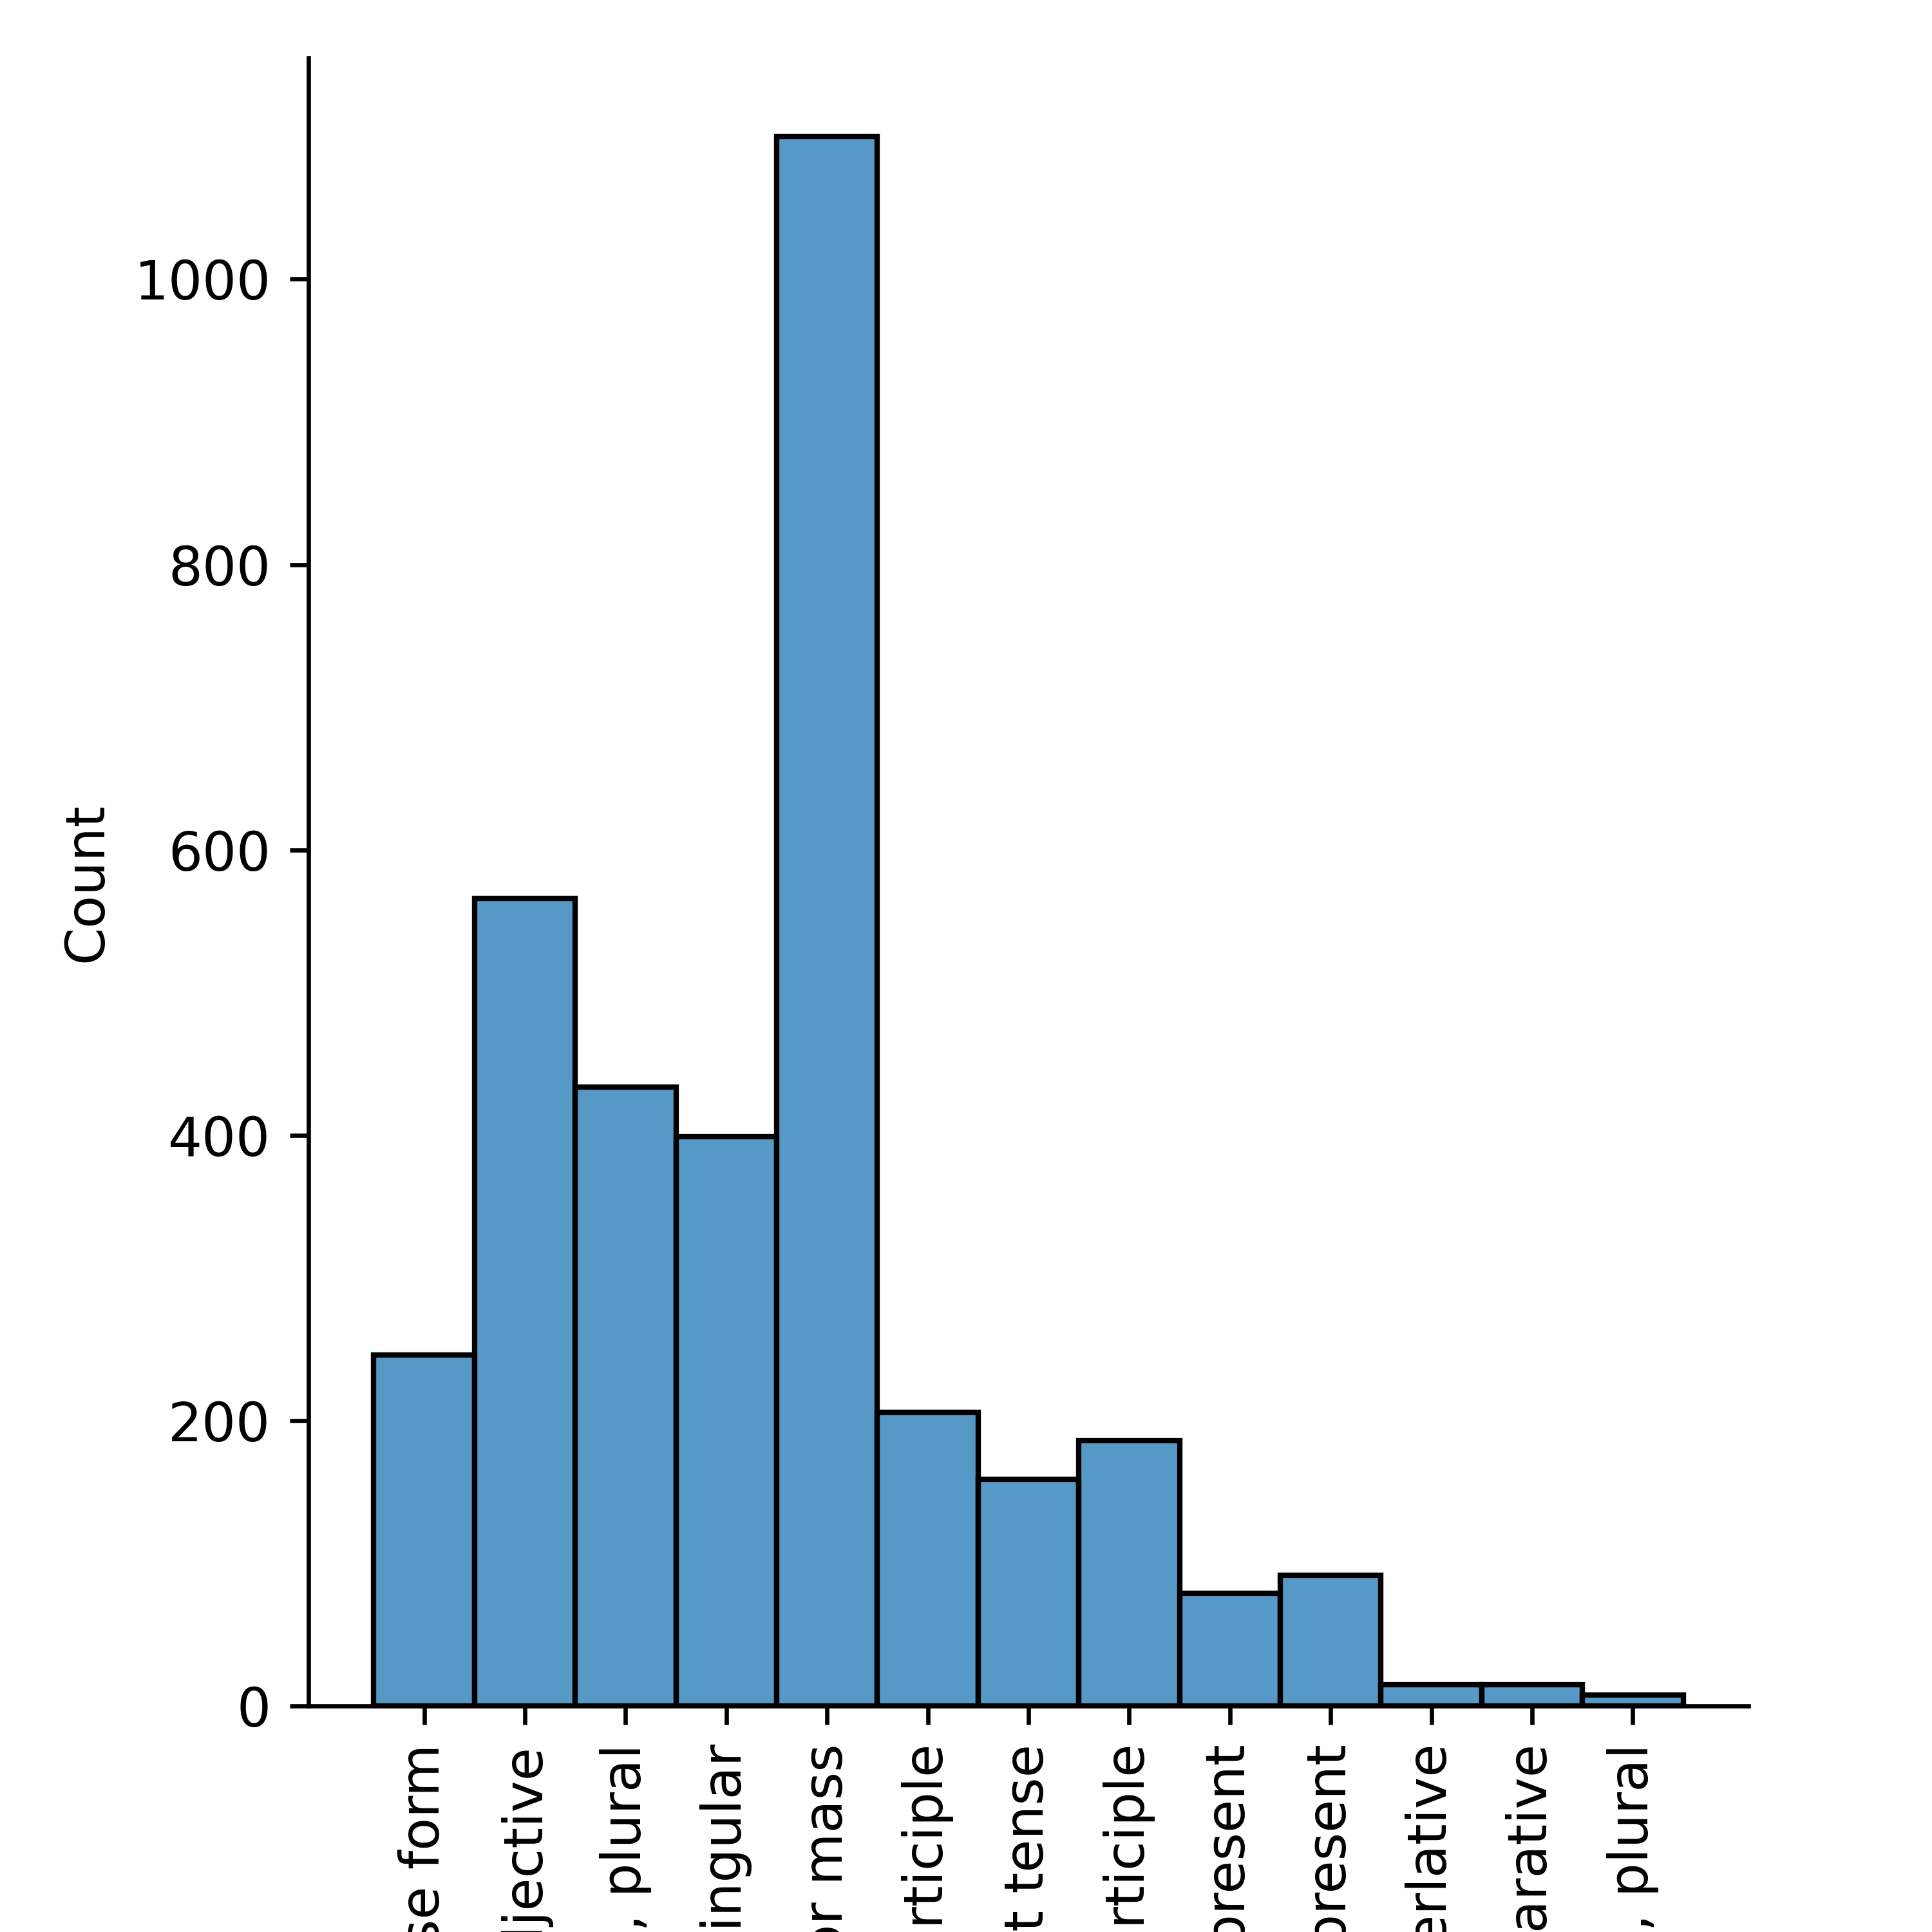 1000
800
600
400
200
0
Count
se form
jective
, plural
ingular
or mass
rticiple
t tense
rticiple
present
present
erlative
arative
, plural